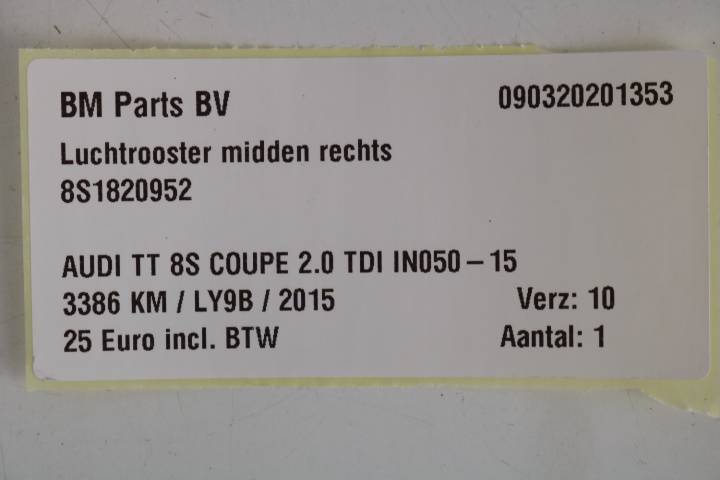 BM Parts BV 090320201353
Luchtrooster midden rechts
8S1820952
AUDI TT 8S COUPE 2.0 TDI IN050-15
3386 KM / LY9B / 2015 Verz: 10
25 Euro incl. BTW Aantal: 1